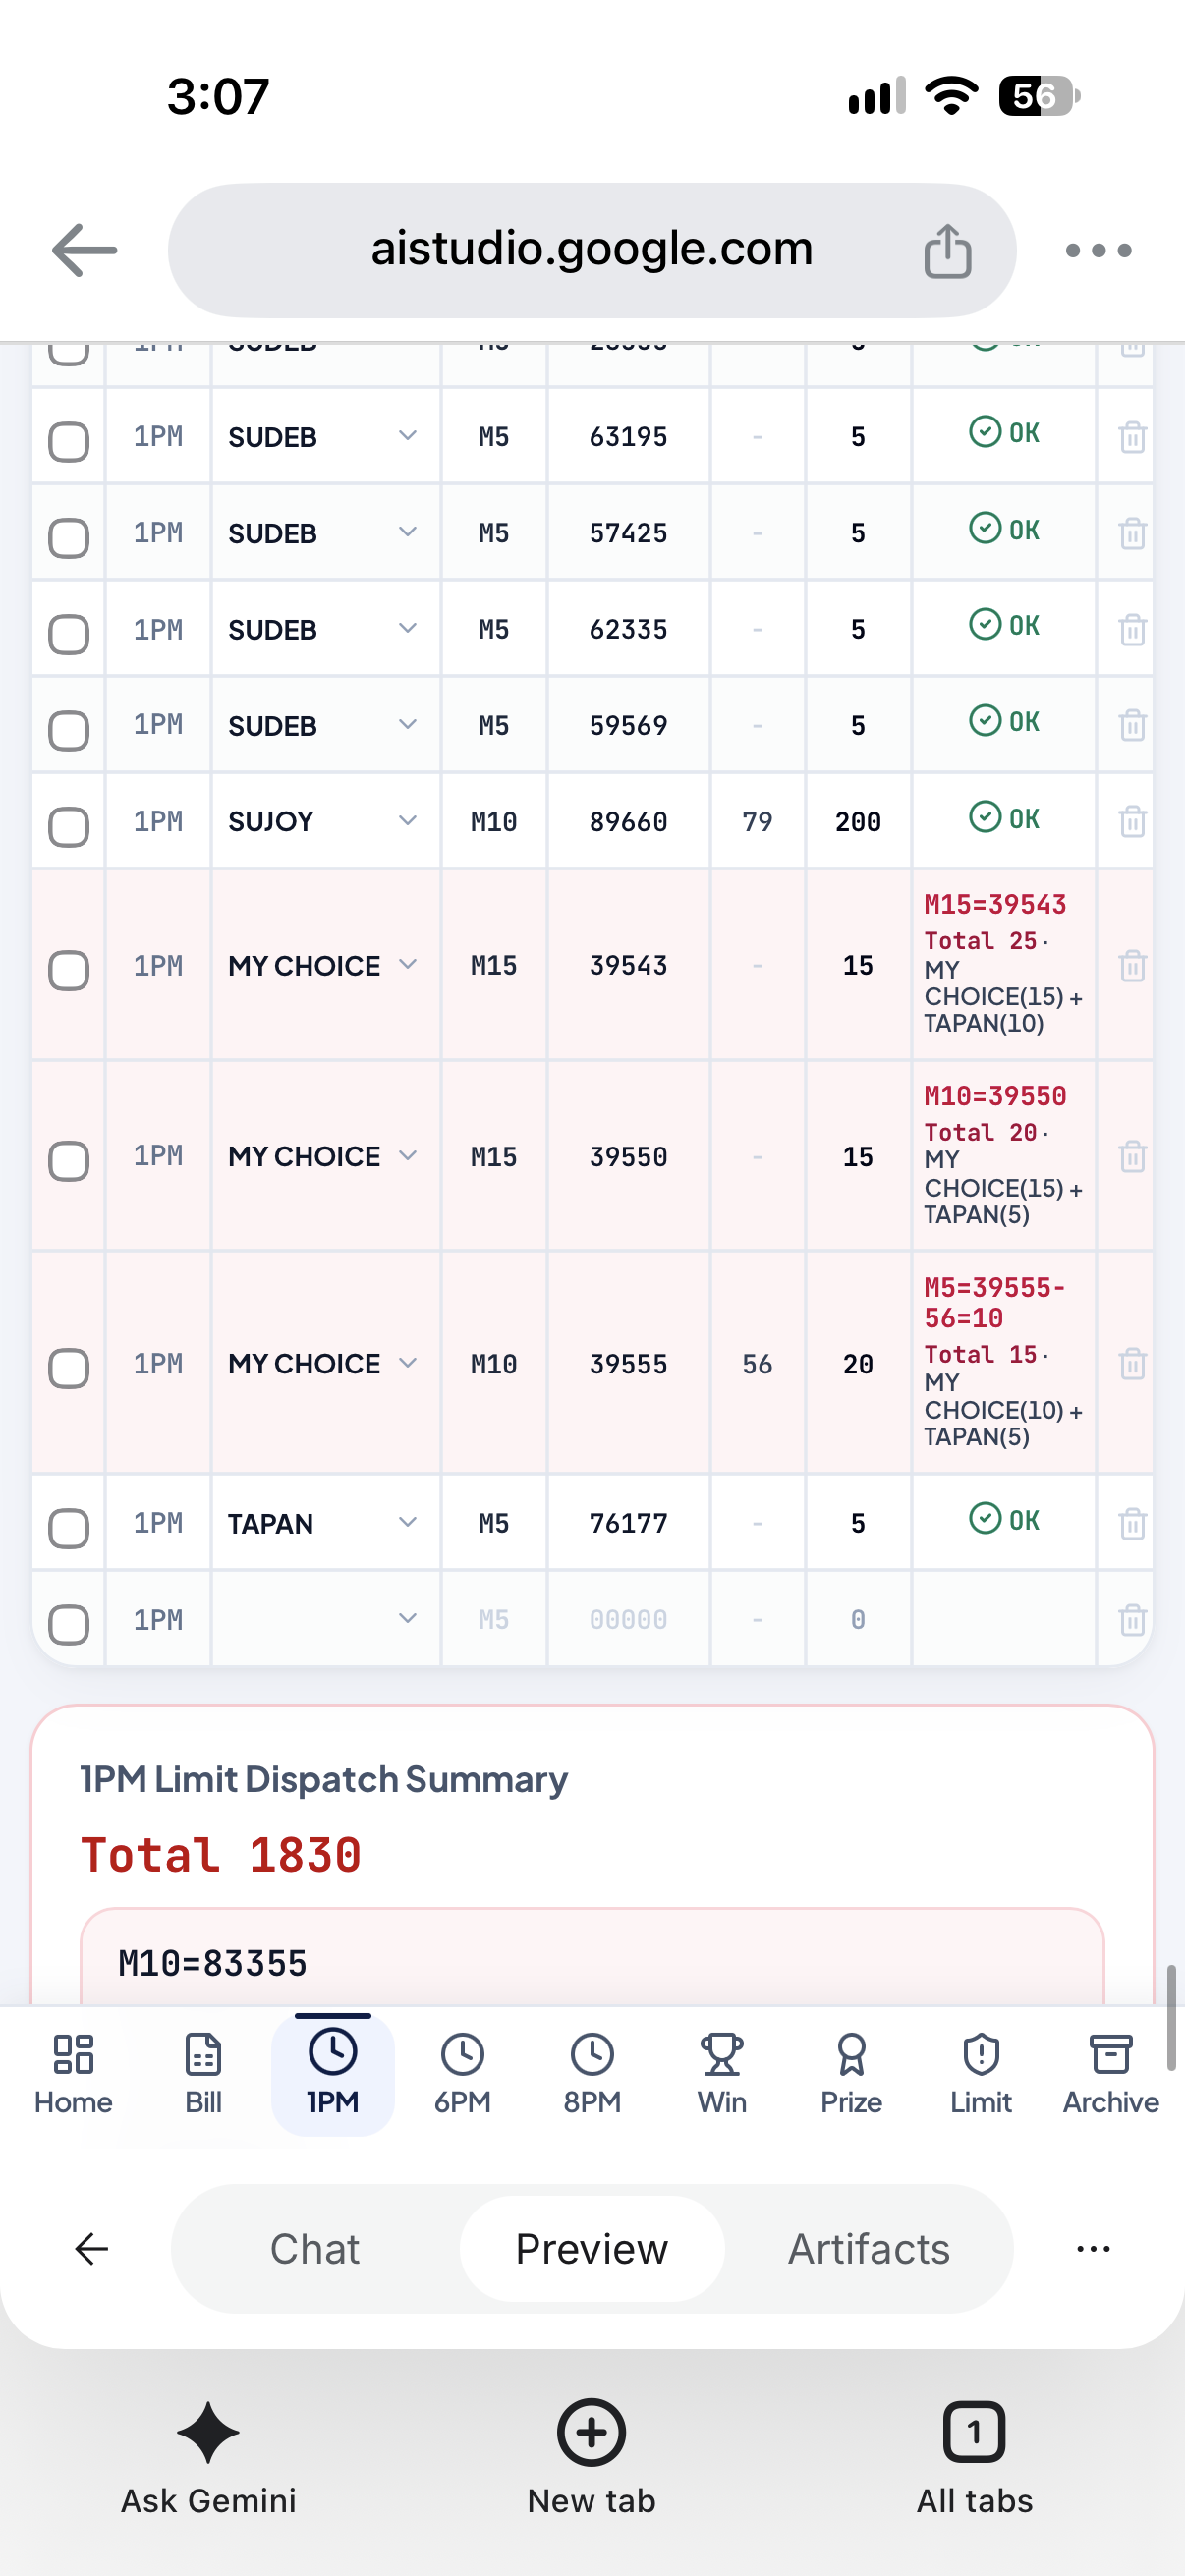 3:07
56
aistudio.google.com
1PM SUDEB M5 63195 - 5 OK
1PM SUDEB M5 57425 - 5 OK
1PM SUDEB M5 62335 - 5 OK
1PM SUDEB M5 59569 - 5 OK
1PM SUJOY M10 89660 79 200 OK
1PM MY CHOICE M15 39543 - 15
M15=39543
Total 25 ·
MY
CHOICE(15) +
TAPAN(10)
1PM MY CHOICE M15 39550 - 15
M10=39550
Total 20 ·
MY
CHOICE(15) +
TAPAN(5)
1PM MY CHOICE M10 39555 56 20
M5=39555-
56=10
Total 15 ·
MY
CHOICE(10) +
TAPAN(5)
1PM TAPAN M5 76177 - 5 OK
1PM M5 00000 - 0
1PM Limit Dispatch Summary
Total 1830
M10=83355
Home Bill 1PM 6PM 8PM Win Prize Limit Archive
Chat Preview Artifacts
1
Ask Gemini New tab All tabs